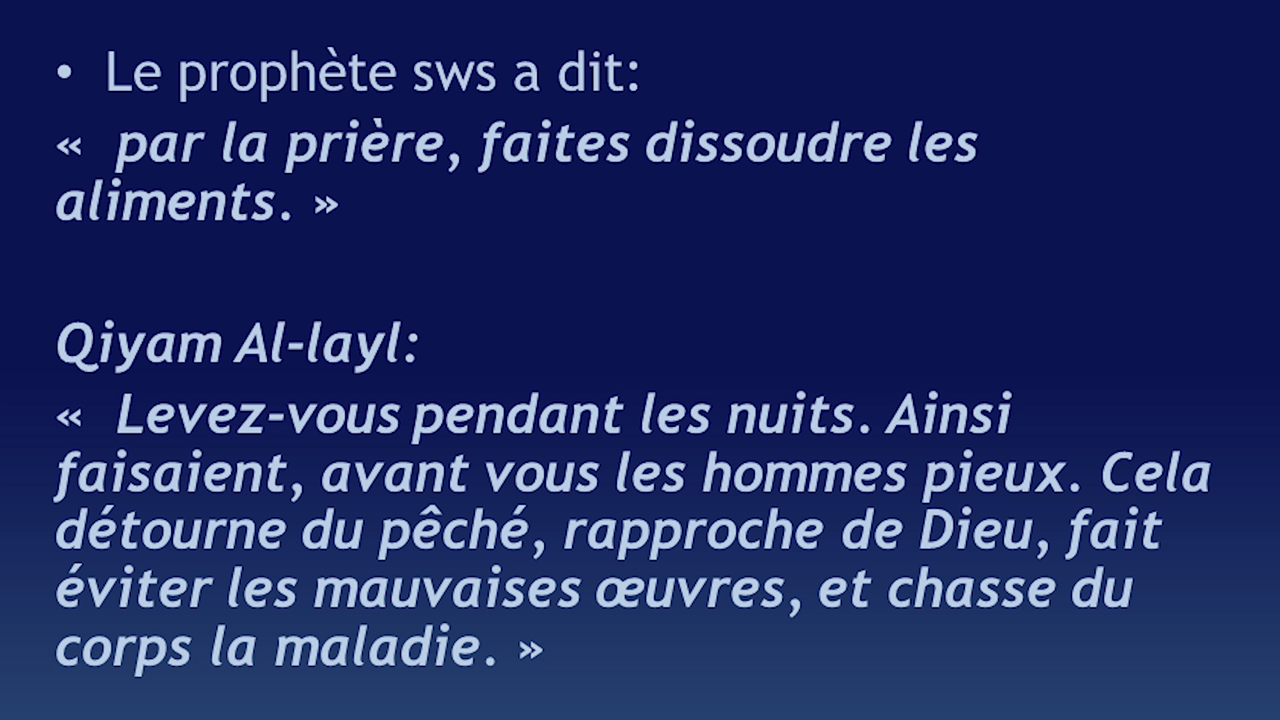 • Le prophète sws a dit:
«  par la prière, faites dissoudre les
aliments. »
Qiyam Al-layl:
«  Levez-vous pendant les nuits. Ainsi
faisaient, avant vous les hommes pieux. Cela
détourne du pêché, rapproche de Dieu, fait
éviter les mauvaises œuvres, et chasse du
corps la maladie. »